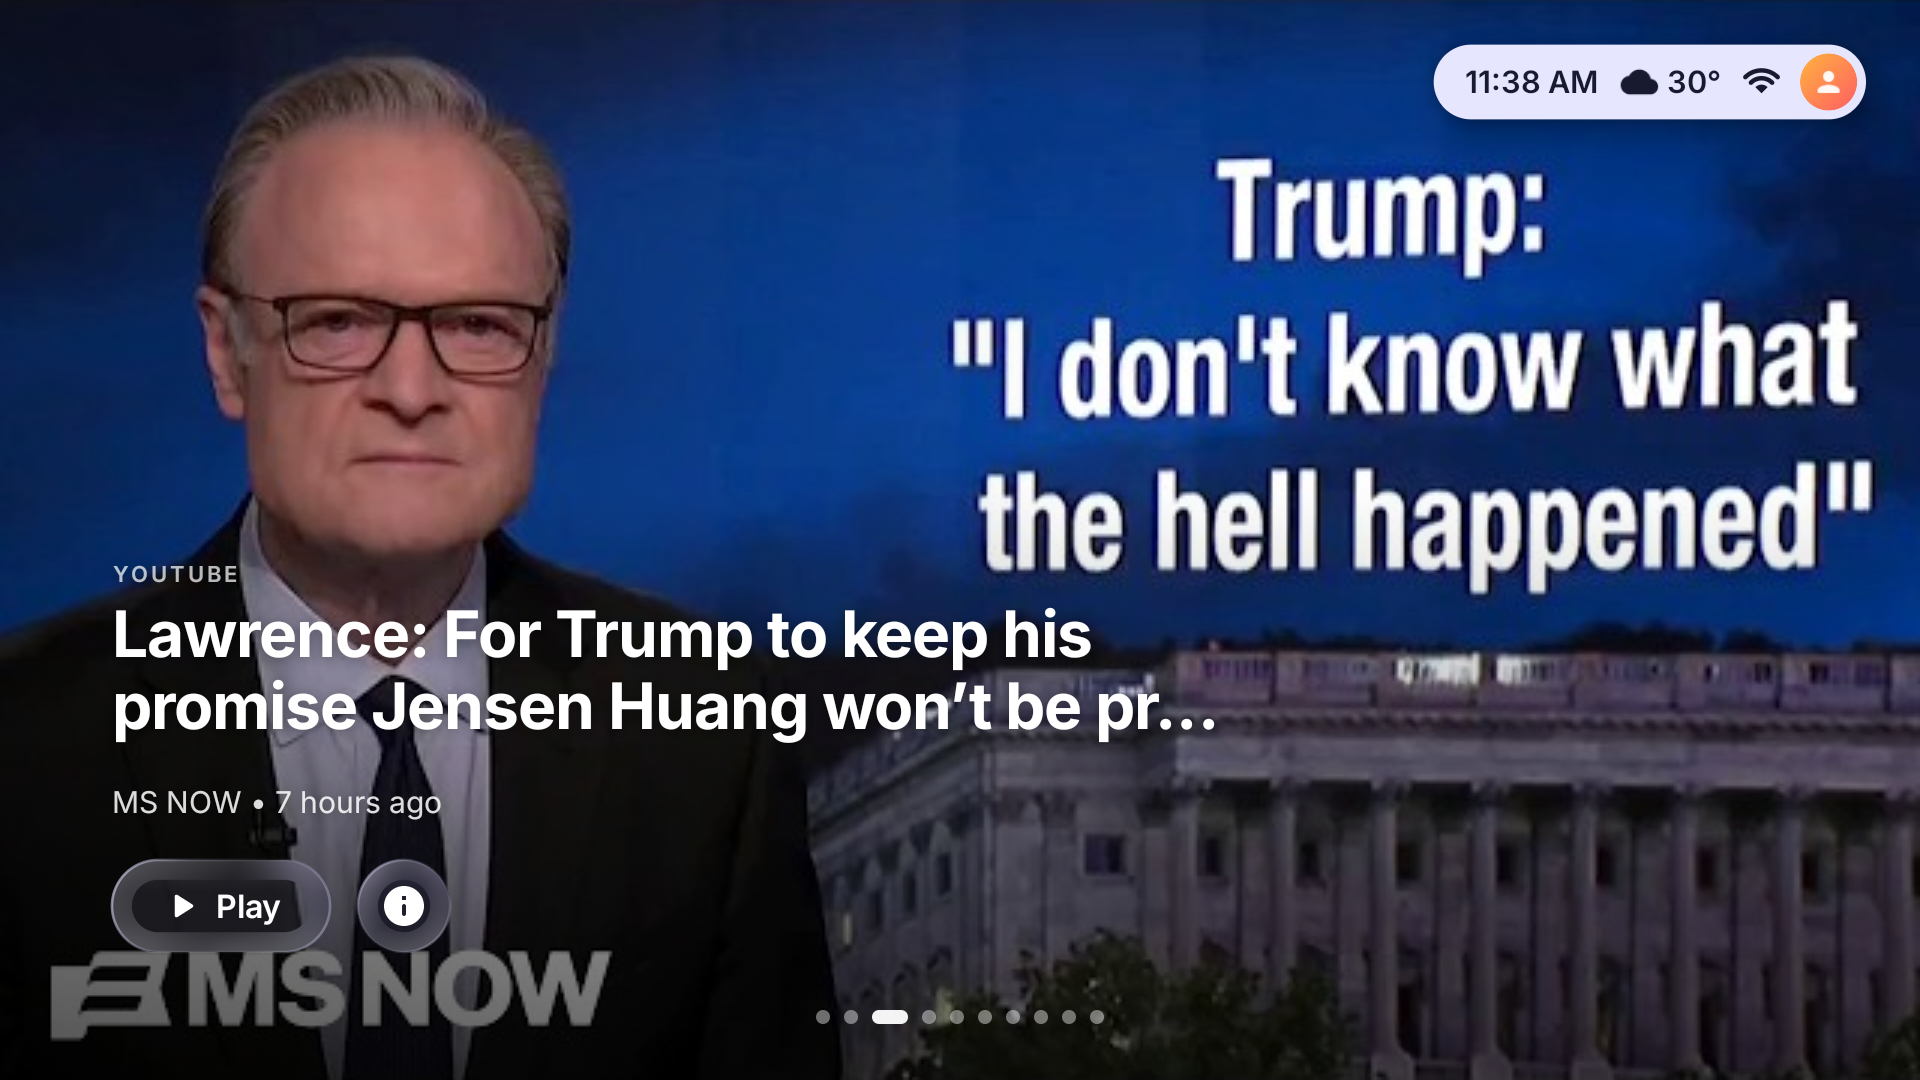 11:38 AM 30°
Trump:
"I don't know what
the hell happened"
YOUTUBE
Lawrence: For Trump to keep his
promise Jensen Huang won’t be pr...
MS NOW • 7 hours ago
Play
MS NOW